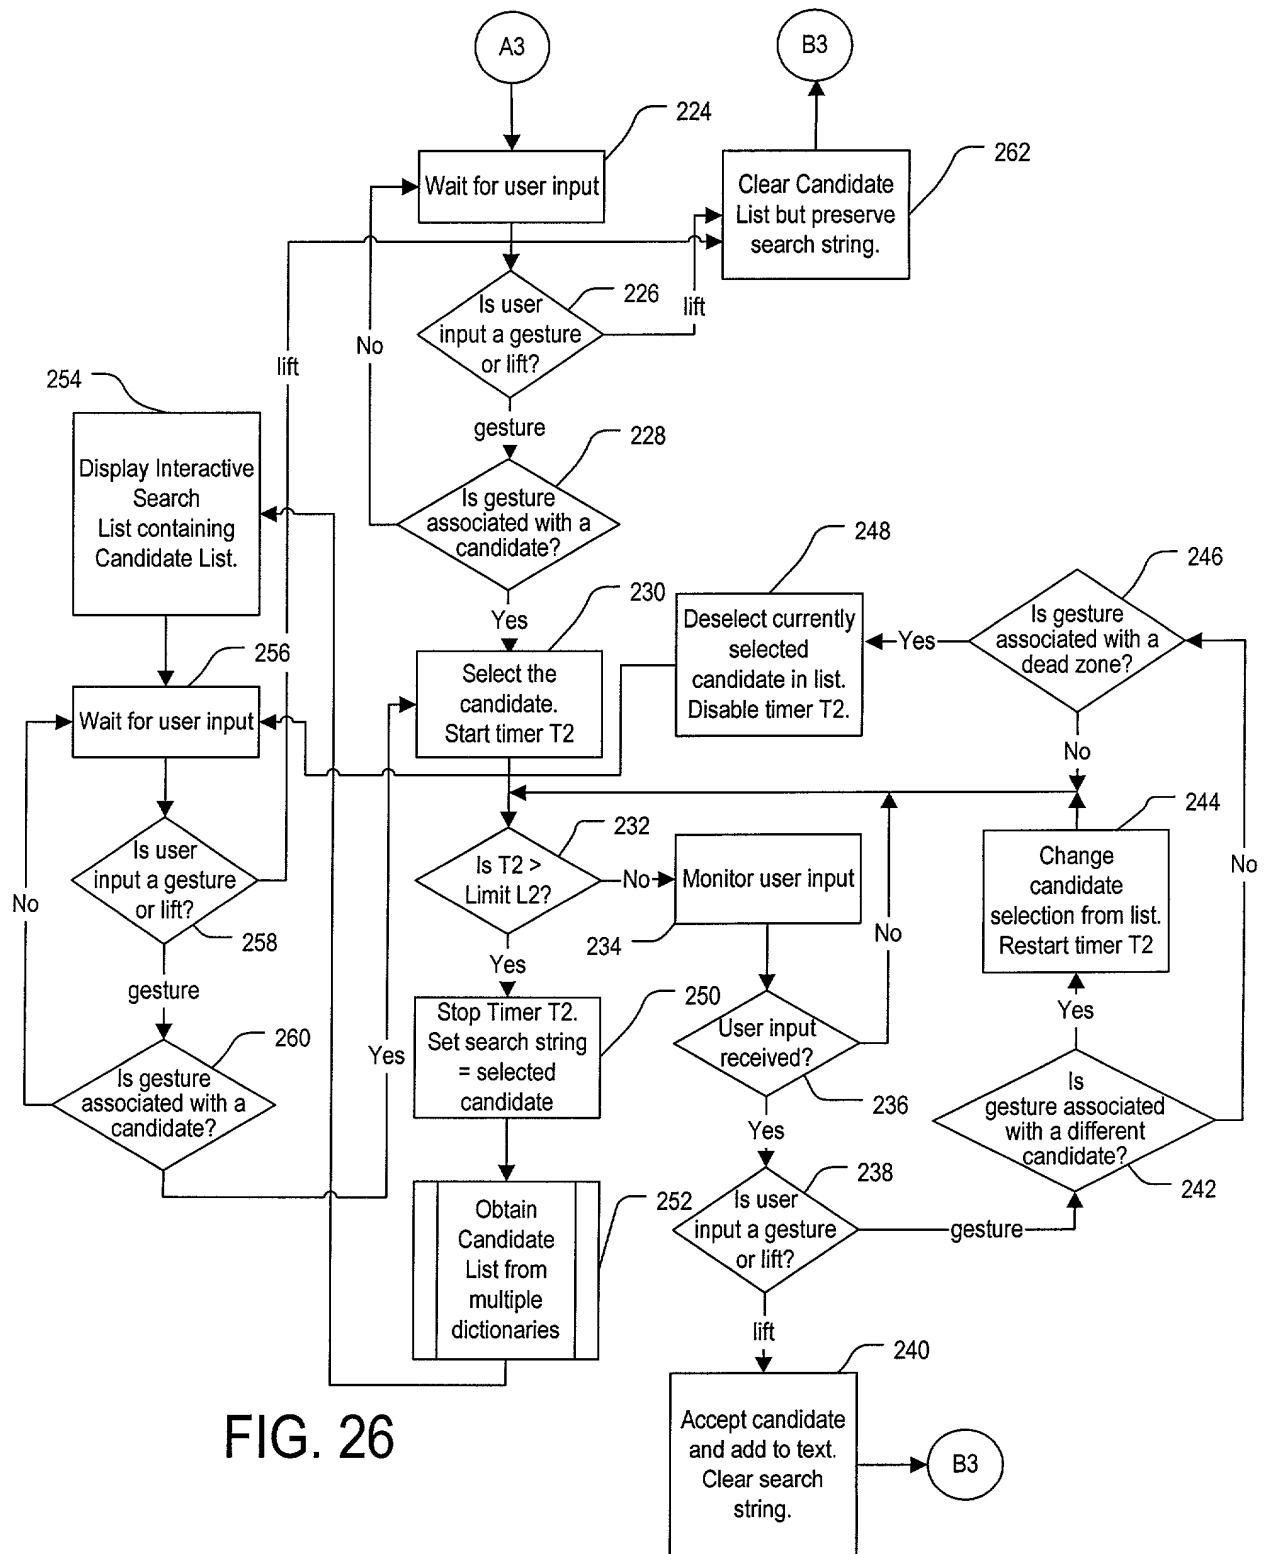 A3
B3
224
Wait for user input
262
Clear Candidate
List but preserve
search string.
226
Is user
input a gesture
or lift?
lift
No
lift
254
gesture
228
Display Interactive
Search
List containing
Candidate List.
Is gesture
associated with a
candidate?
248
246
Yes
230
Deselect currently
selected
candidate in list.
Disable timer T2.
Yes
Is gesture
associated with a
dead zone?
256
Select the
candidate.
Start timer T2
Wait for user input
No
244
232
Is T2 >
Limit L2?
No
Monitor user input
Change
candidate
selection from list.
Restart timer T2
No
Is user
input a gesture
or lift?
No
258
234
No
Yes
gesture
250
Stop Timer T2.
Set search string
= selected
candidate
User input
received?
Yes
260
Yes
Is gesture
associated with a
candidate?
236
Is
gesture associated
with a different
candidate?
Yes
238
242
252
Obtain
Candidate
List from
multiple
dictionaries
Is user
input a gesture
or lift?
gesture
lift
240
FIG. 26
Accept candidate
and add to text.
Clear search
string.
B3